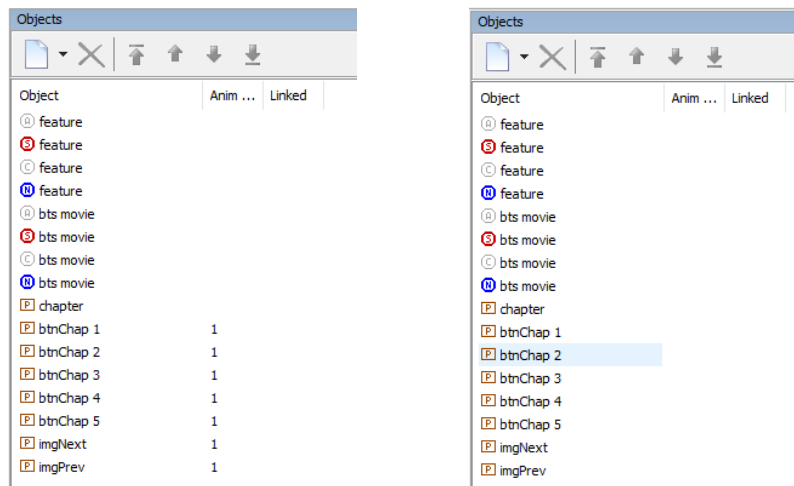 Objects
Object Anim ... Linked
A feature
S feature
C feature
N feature
A bts movie
S bts movie
C bts movie
N bts movie
P chapter
P btnChap 1 1
P btnChap 2 1
P btnChap 3 1
P btnChap 4 1
P btnChap 5 1
P imgNext 1
P imgPrev 1
Objects
Object Anim ... Linked
A feature
S feature
C feature
N feature
A bts movie
S bts movie
C bts movie
N bts movie
P chapter
P btnChap 1
P btnChap 2
P btnChap 3
P btnChap 4
P btnChap 5
P imgNext
P imgPrev